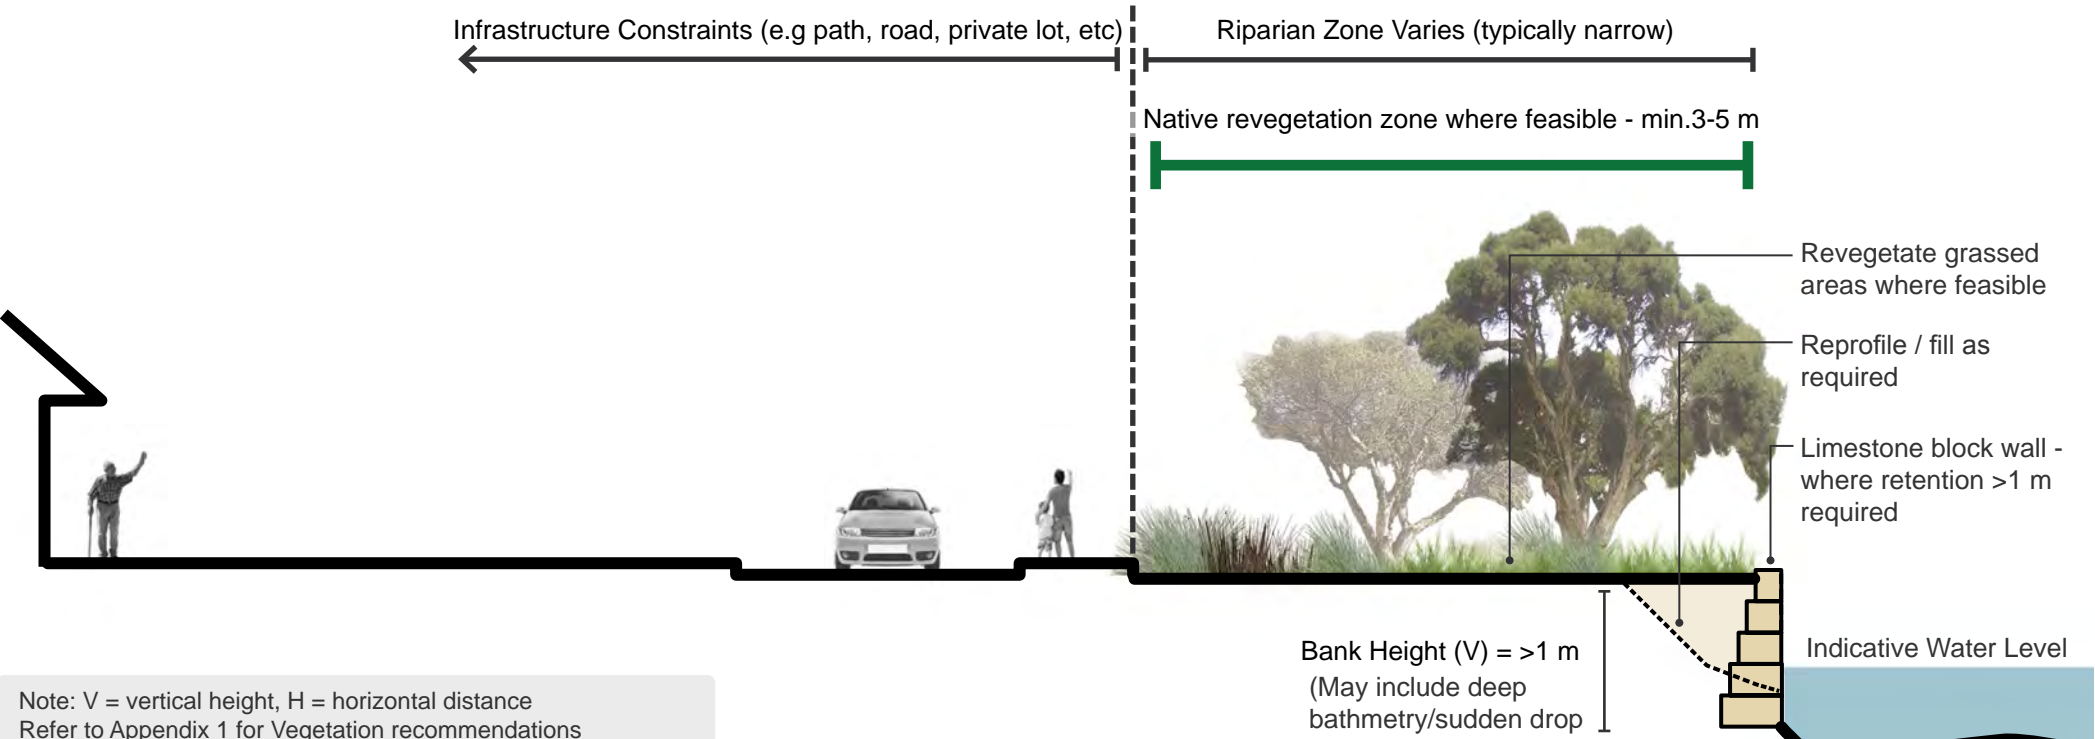 Infrastructure Constraints (e.g path, road, private lot, etc)
Riparian Zone Varies (typically narrow)
Native revegetation zone where feasible - min.3-5 m
Revegetate grassed
areas where feasible
Reprofile / fill as
required
Limestone block wall -
where retention >1 m
required
Indicative Water Level
Bank Height (V) = >1 m
(May include deep
bathmetry/sudden drop
Note: V = vertical height, H = horizontal distance
Refer to Appendix 1 for Vegetation recommendations